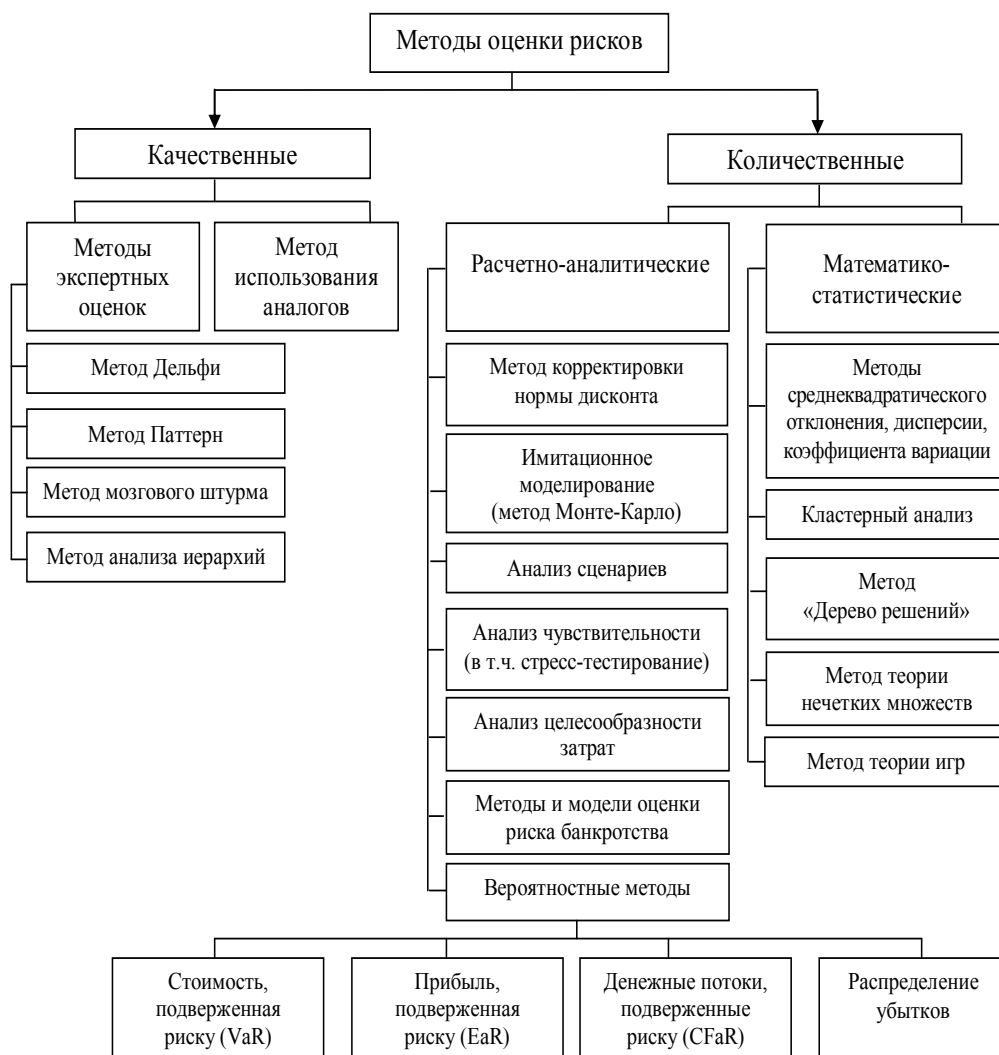 Методы оценки рисков
Качественные
Количественные
Методы
экспертных
оценок
Метод
использования
аналогов
Расчетно-аналитические
Математико-
статистические
Метод Дельфи
Метод Паттерн
Метод мозгового штурма
Метод анализа иерархий
Метод корректировки
нормы дисконта
Имитационное
моделирование
(метод Монте-Карло)
Анализ сценариев
Анализ чувствительности
(в т.ч. стресс-тестирование)
Анализ целесообразности
затрат
Методы и модели оценки
риска банкротства
Вероятностные методы
Методы
среднеквадратического
отклонения, дисперсии,
коэффициента вариации
Кластерный анализ
Метод
«Дерево решений»
Метод теории
нечетких множеств
Метод теории игр
Стоимость,
подверженная
риску (VaR)
Прибыль,
подверженная
риску (EaR)
Денежные потоки,
подверженные
риску (CFaR)
Распределение
убытков